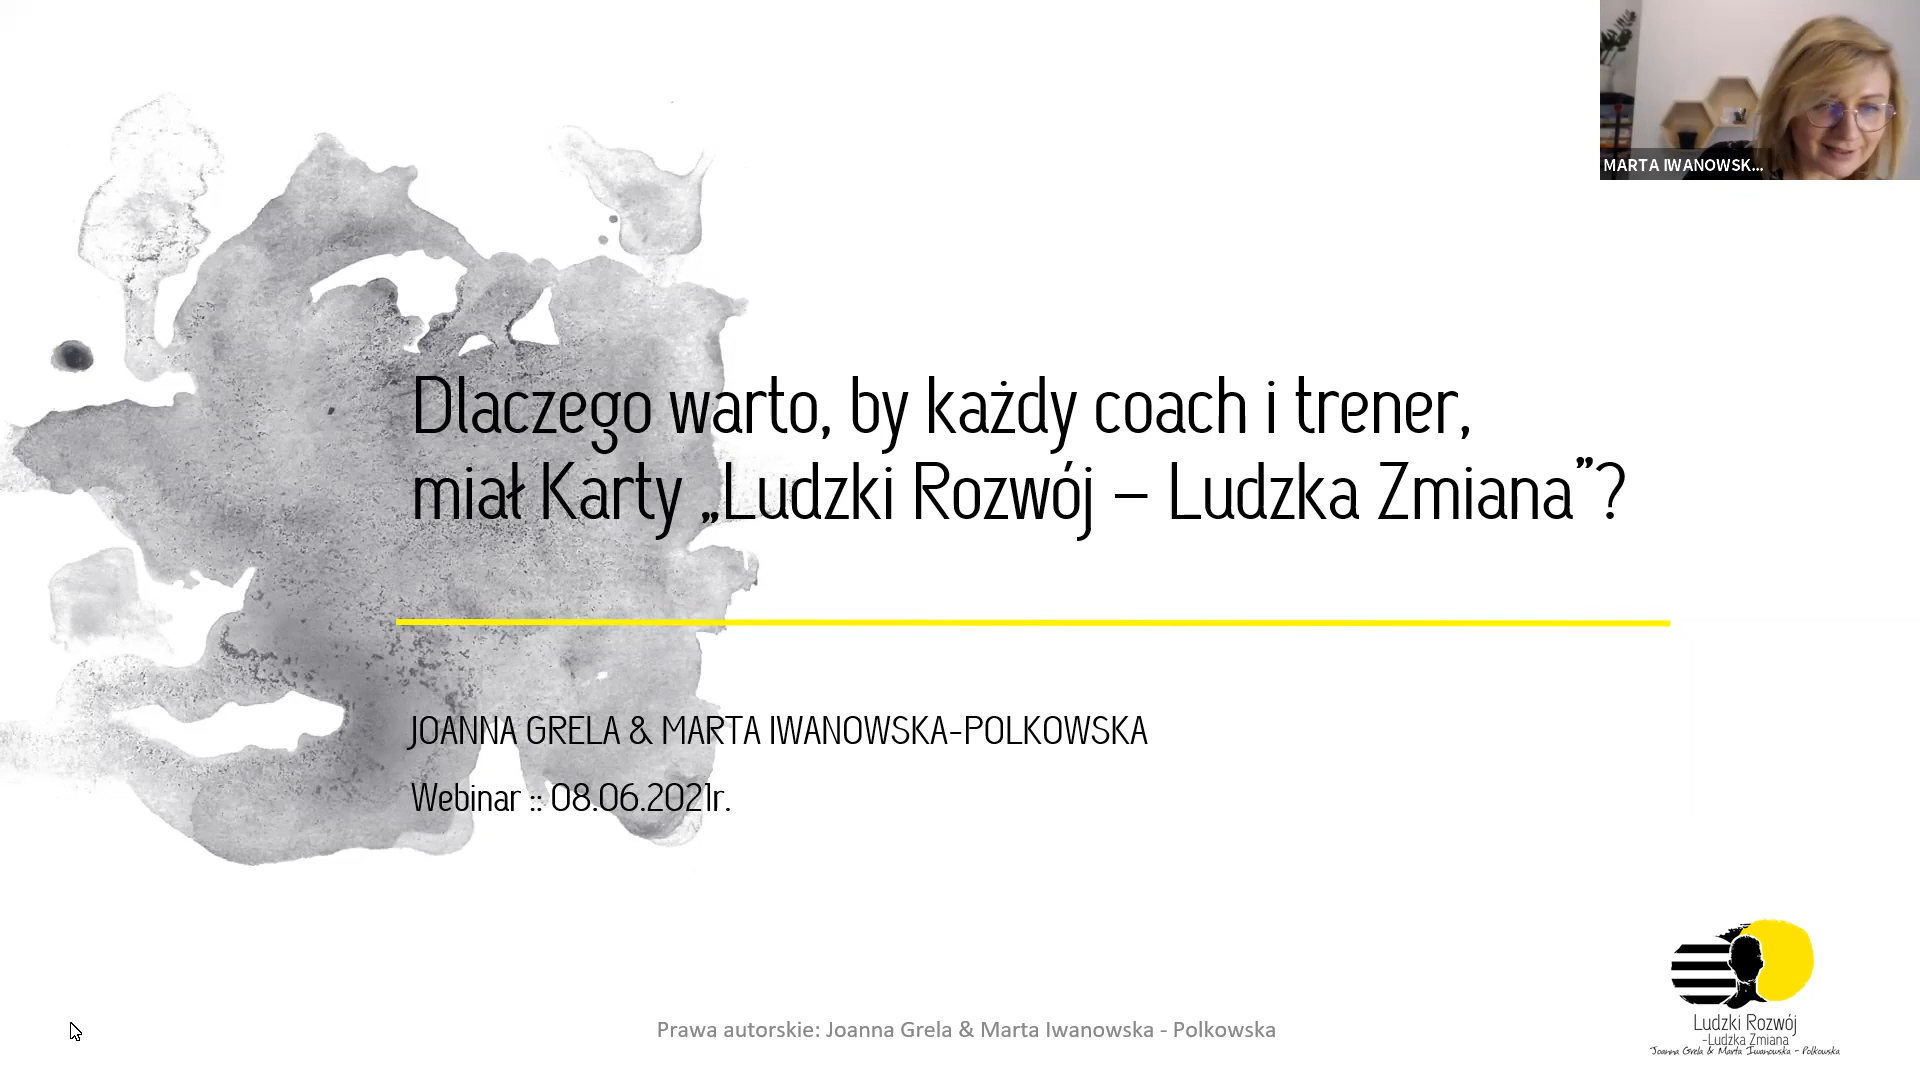 MARTA IWANOWSK...
Dlaczego warto, by każdy coach i trener,
miał Karty „Ludzki Rozwój – Ludzka Zmiana”?
JOANNA GRELA & MARTA IWANOWSKA-POLKOWSKA
Webinar :: 08.06.2021r.
Prawa autorskie: Joanna Grela & Marta Iwanowska - Polkowska
Ludzki Rozwój
-Ludzka Zmiana
Joanna Grela & Marta Iwanowska - Polkowska